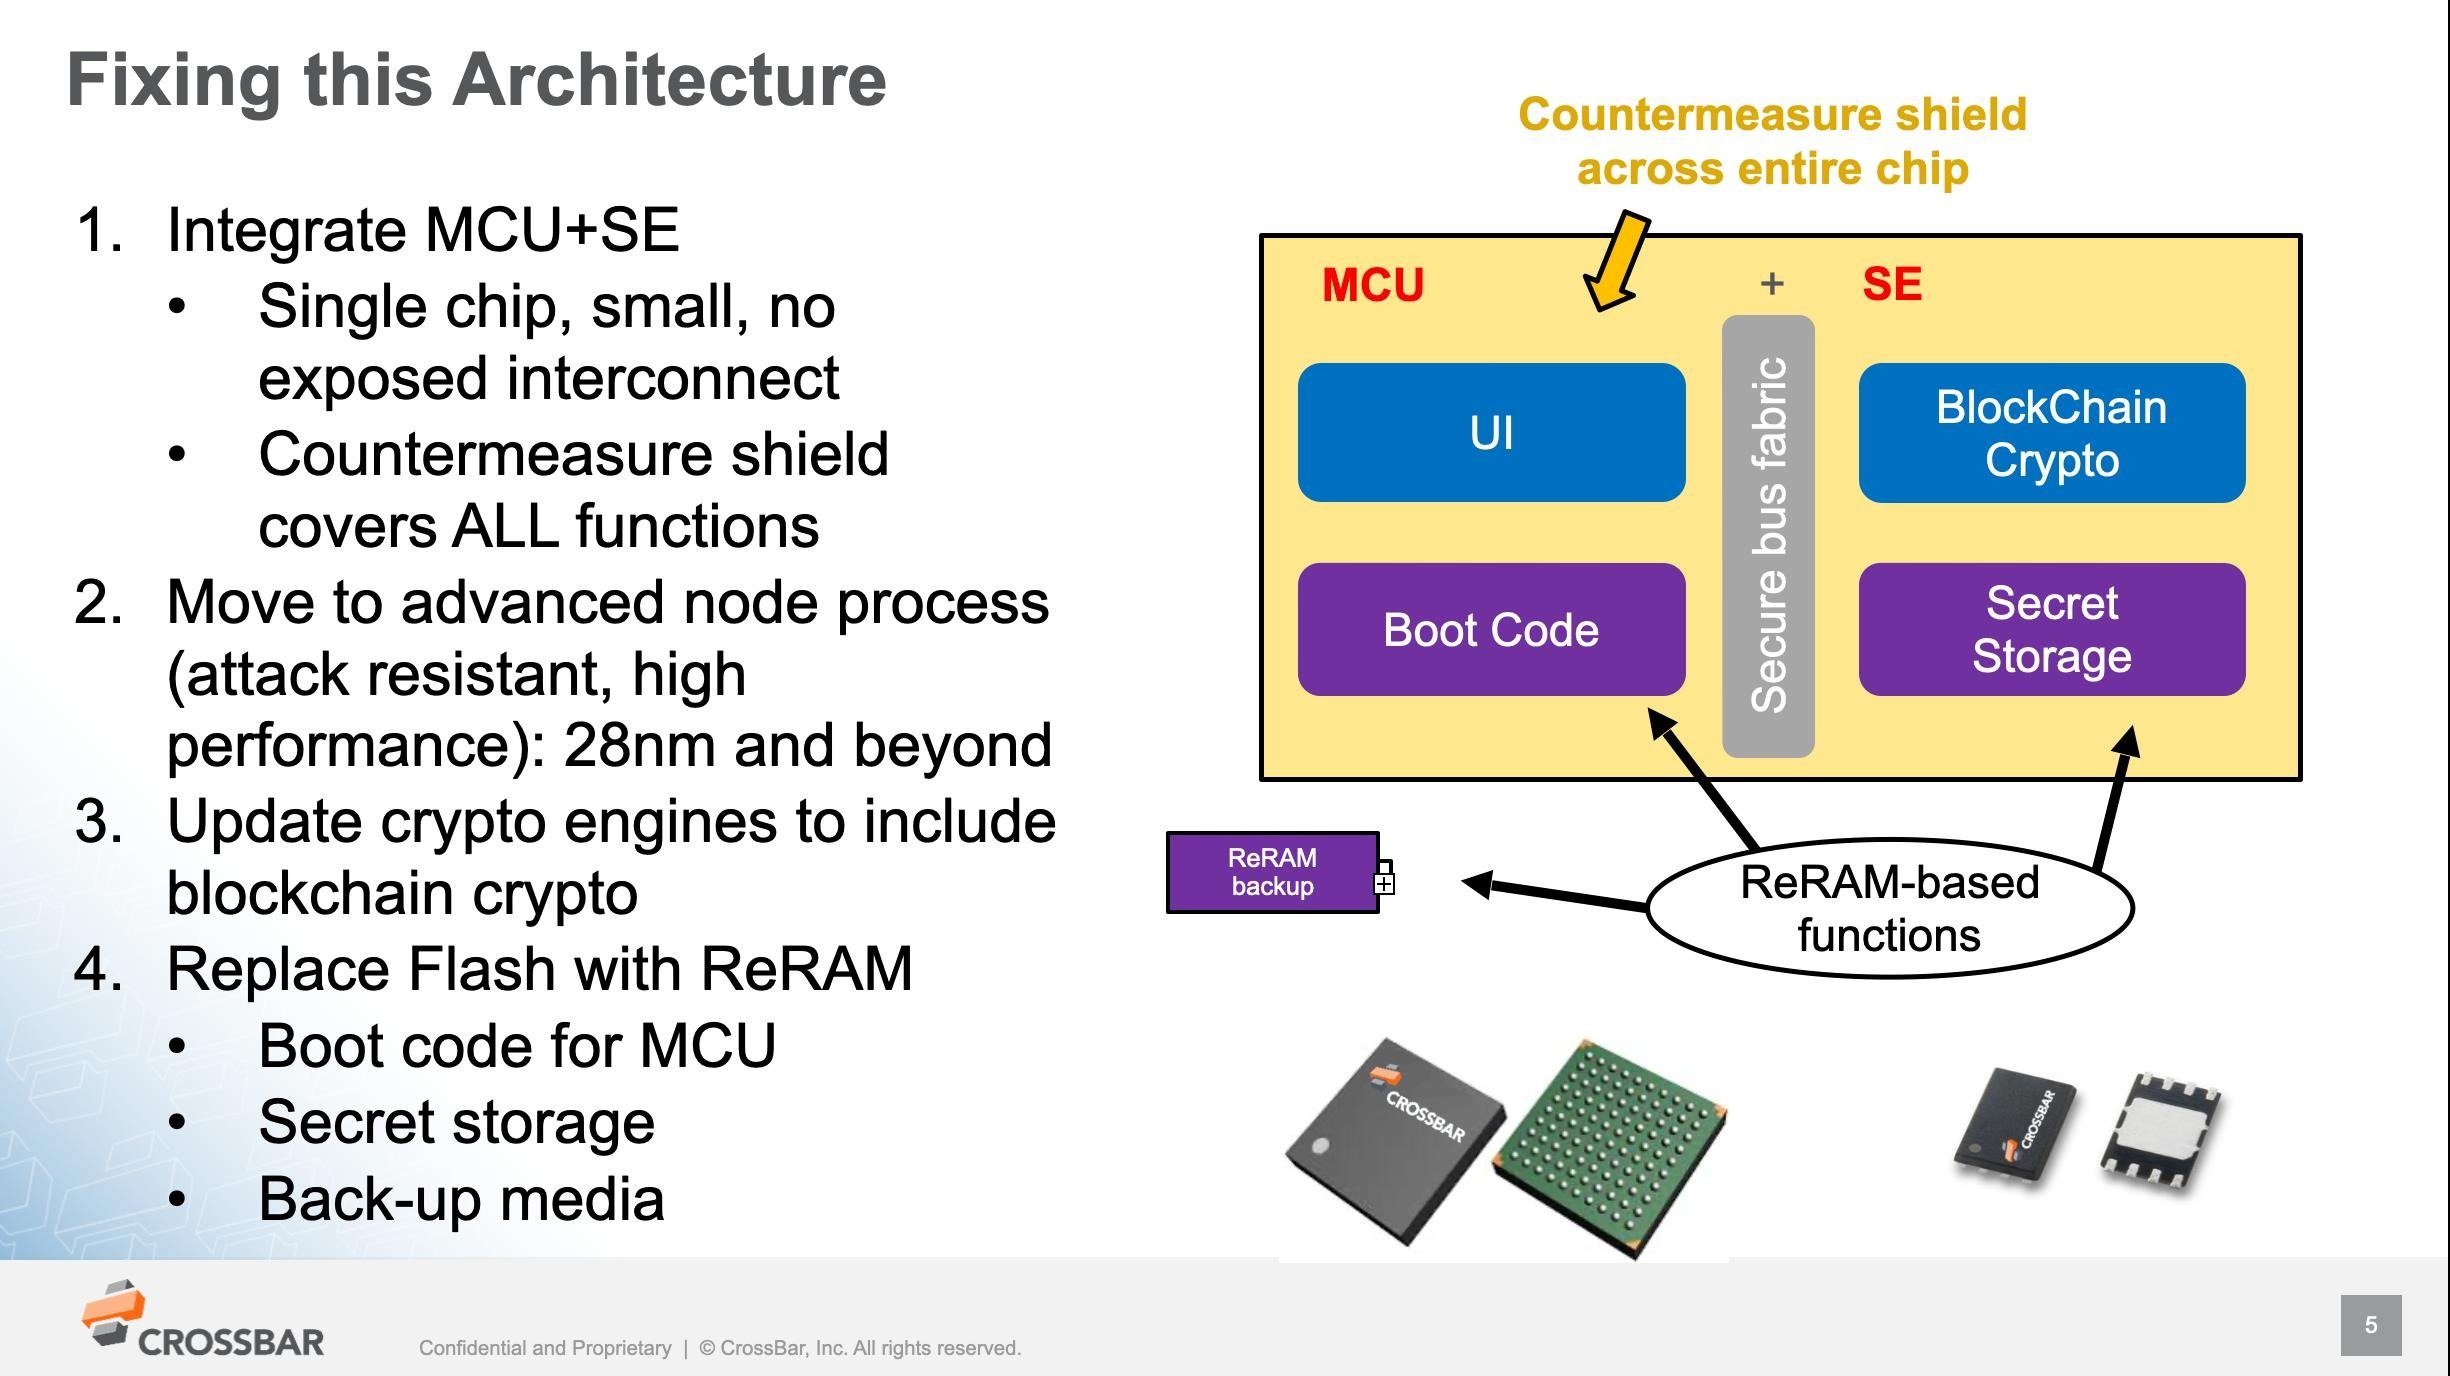 Fixing this Architecture
1. Integrate MCU+SE
• Single chip, small, no
exposed interconnect
• Countermeasure shield
covers ALL functions
2. Move to advanced node process
(attack resistant, high
performance): 28nm and beyond
3. Update crypto engines to include
blockchain crypto
4. Replace Flash with ReRAM
• Boot code for MCU
• Secret storage
• Back-up media
Countermeasure shield
across entire chip
MCU + SE
UI
Secure bus fabric
BlockChain
Crypto
Boot Code
Secret
Storage
ReRAM
backup
ReRAM-based
functions
CROSSBAR
CROSSBAR
CROSSBAR
Confidential and Proprietary | © CrossBar, Inc. All rights reserved.
5